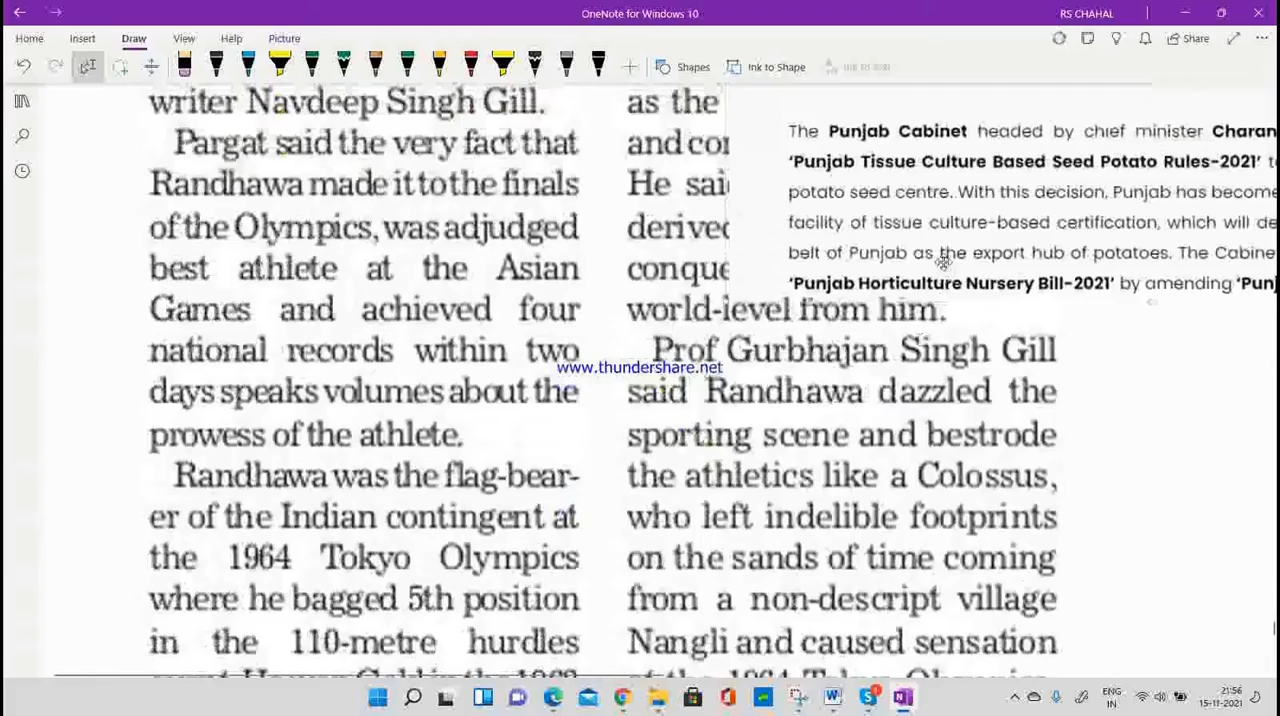 OneNote for Windows 10
RS CHAHAL
Home Insert Draw View Help Picture
Share
Shapes
Ink to Shape
Ink to Text
writer Navdeep Singh Gill.
Pargat said the very fact that
Randhawa made it to the finals
of the Olympics, was adjudged
best athlete at the Asian
Games and achieved four
national records within two
days speaks volumes about the
prowess of the athlete.
Randhawa was the flag-bear-
er of the Indian contingent at
the 1964 Tokyo Olympics
where he bagged 5th position
in the 110-metre hurdles
as the
and
He
world-level from him.
Prof Gurbhajan Singh Gill
said Randhawa dazzled the
sporting scene and bestrode
the athletics like a Colossus,
who left indelible footprints
on the sands of time coming
from a non-descript village
Nangli and caused sensation
at the 1964 Tokyo Olympics
The Punjab Cabinet headed by chief minister Charan
‘Punjab Tissue Culture Based Seed Potato Rules-2021’
potato seed centre. With this decision, Punjab has become
facility of tissue culture-based certification, which will
belt of Punjab as the export hub of potatoes. The Cabine
‘Punjab Horticulture Nursery Bill-2021’ by amending ‘Punj
www.thundershare.net
ENG
IN
21:56
15-11-2021